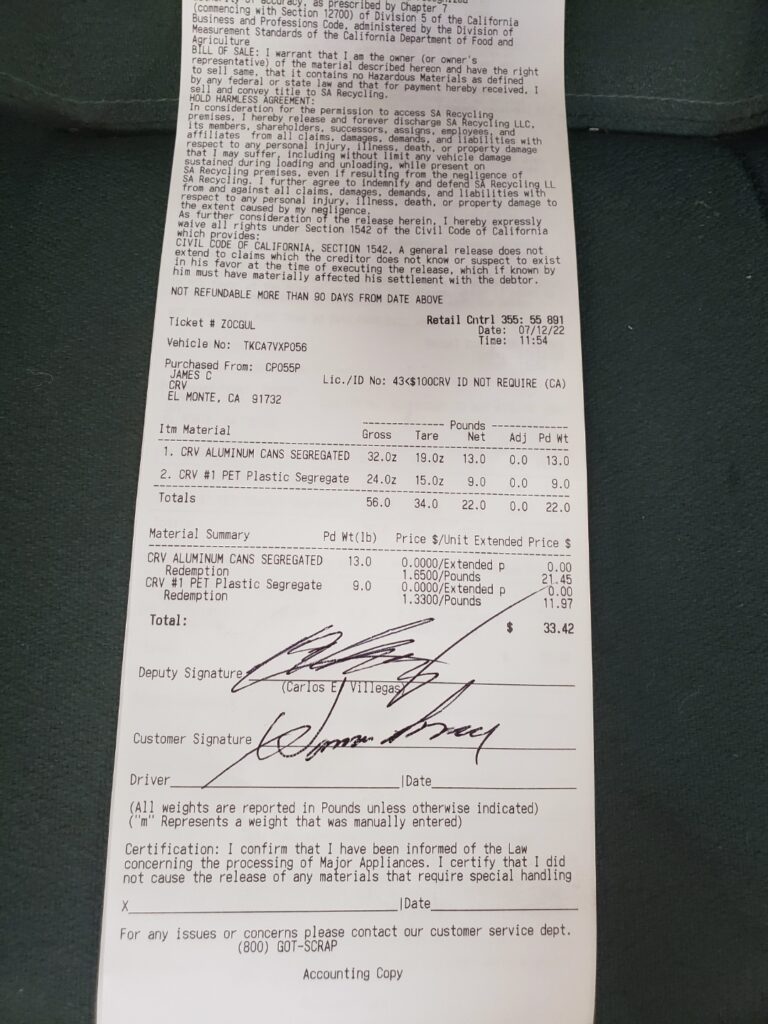 accuracy, as prescribed by Chapter 7
(commencing with Section 12700) of Division 5 of the California
Business and Professions Code, administered by the Division of
Measurement Standards of the California Department of Food and
Agriculture
BILL OF SALE: I warrant that I am the owner (or owner's
representative) of the material described hereon and have the right
to sell same, that it contains no Hazardous Materials as defined
by any federal or state law and that for payment hereby received, I
sell and convey title to SA Recycling.
HOLD HARMLESS AGREEMENT:
In consideration for the permission to access SA Recycling
premises, I hereby release and forever discharge SA Recycling LLC,
its members, shareholders, successors, assigns, employees, and
affiliates from all claims, damages, demands, and liabilities with
respect to any personal injury, illness, death, or property damage
that I may suffer, including without limit any vehicle damage
sustained during loading and unloading, while present on
SA Recycling premises, even if resulting from the negligence of
SA Recycling. I further agree to indemnify and defend SA Recycling LL
from and against all claims, damages, demands, and liabilities with
respect to any personal injury, illness, death, or property damage to
the extent caused by my negligence.
As further consideration of the release herein, I hereby expressly
waive all rights under Section 1542 of the Civil Code of California
which provides:
CIVIL CODE OF CALIFORNIA, SECTION 1542, A general release does not
extend to claims which the creditor does not know or suspect to exist
in his favor at the time of executing the release, which if known by
him must have materially affected his settlement with the debtor.
NOT REFUNDABLE MORE THAN 90 DAYS FROM DATE ABOVE
Retail Cntrl 355: 55 891
Ticket # ZOCGUL Date: 07/12/22
Time: 11:54
Vehicle No: TKCA7VXP056
Purchased From: CP055P
JAMES C Lic./ID No: 43<$100CRV ID NOT REQUIRE (CA)
CRV
EL MONTE, CA 91732
---------- Pounds ----------
Itm Material Gross Tare Net Adj Pd Wt
1. CRV ALUMINUM CANS SEGREGATED 32.0z 19.0z 13.0 0.0 13.0
2. CRV #1 PET Plastic Segregate 24.0z 15.0z 9.0 0.0 9.0
Totals 56.0 34.0 22.0 0.0 22.0
Material Summary Pd Wt(lb) Price $/Unit Extended Price $
CRV ALUMINUM CANS SEGREGATED 13.0 0.0000/Extended p 0.00
Redemption 1.6500/Pounds 21.45
CRV #1 PET Plastic Segregate 9.0 0.0000/Extended p 0.00
Redemption 1.3300/Pounds 11.97
Total: $ 33.42
Deputy Signature
(Carlos E. Villegas)
Customer Signature
Driver |Date
(All weights are reported in Pounds unless otherwise indicated)
("m" Represents a weight that was manually entered)
Certification: I confirm that I have been informed of the Law
concerning the processing of Major Appliances. I certify that I did
not cause the release of any materials that require special handling
X |Date
For any issues or concerns please contact our customer service dept.
(800) GOT-SCRAP
Accounting Copy